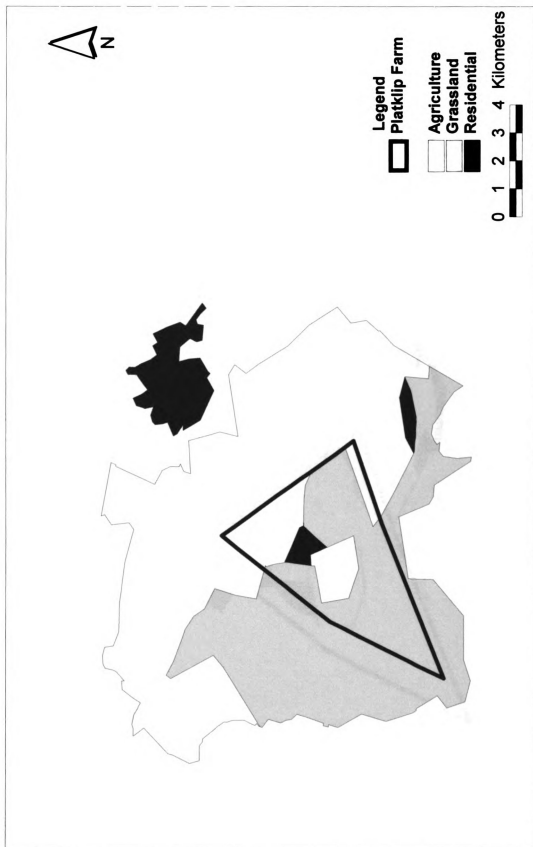 N
Legend
Platklip Farm
Agriculture
Grassland
Residential
0 1 2 3 4 Kilometers